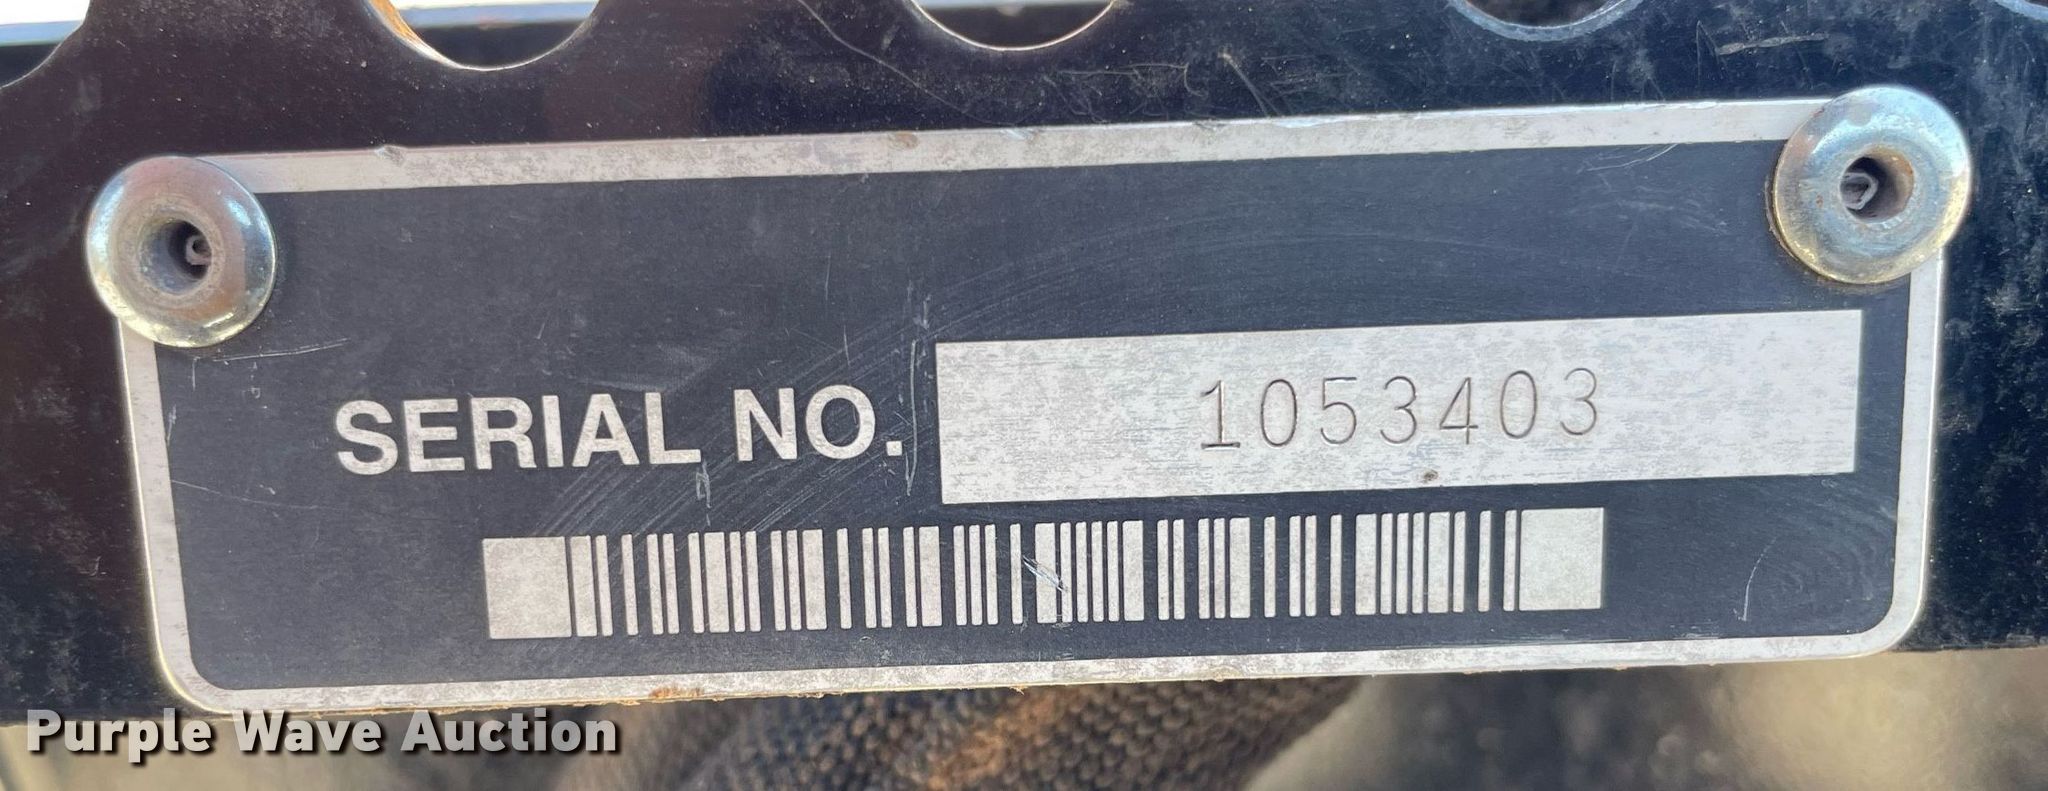 SERIAL NO. 1053403
Purple Wave Auction